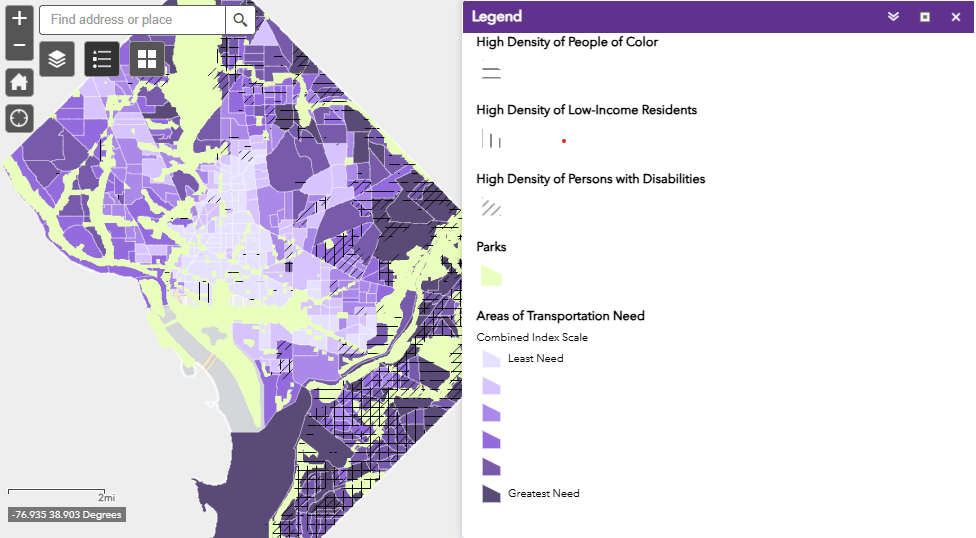 +
Find address or place
Legend
−
High Density of People of Color
High Density of Low-Income Residents
High Density of Persons with Disabilities
Parks
Areas of Transportation Need
Combined Index Scale
Least Need
Greatest Need
2mi
-76.935 38.903 Degrees